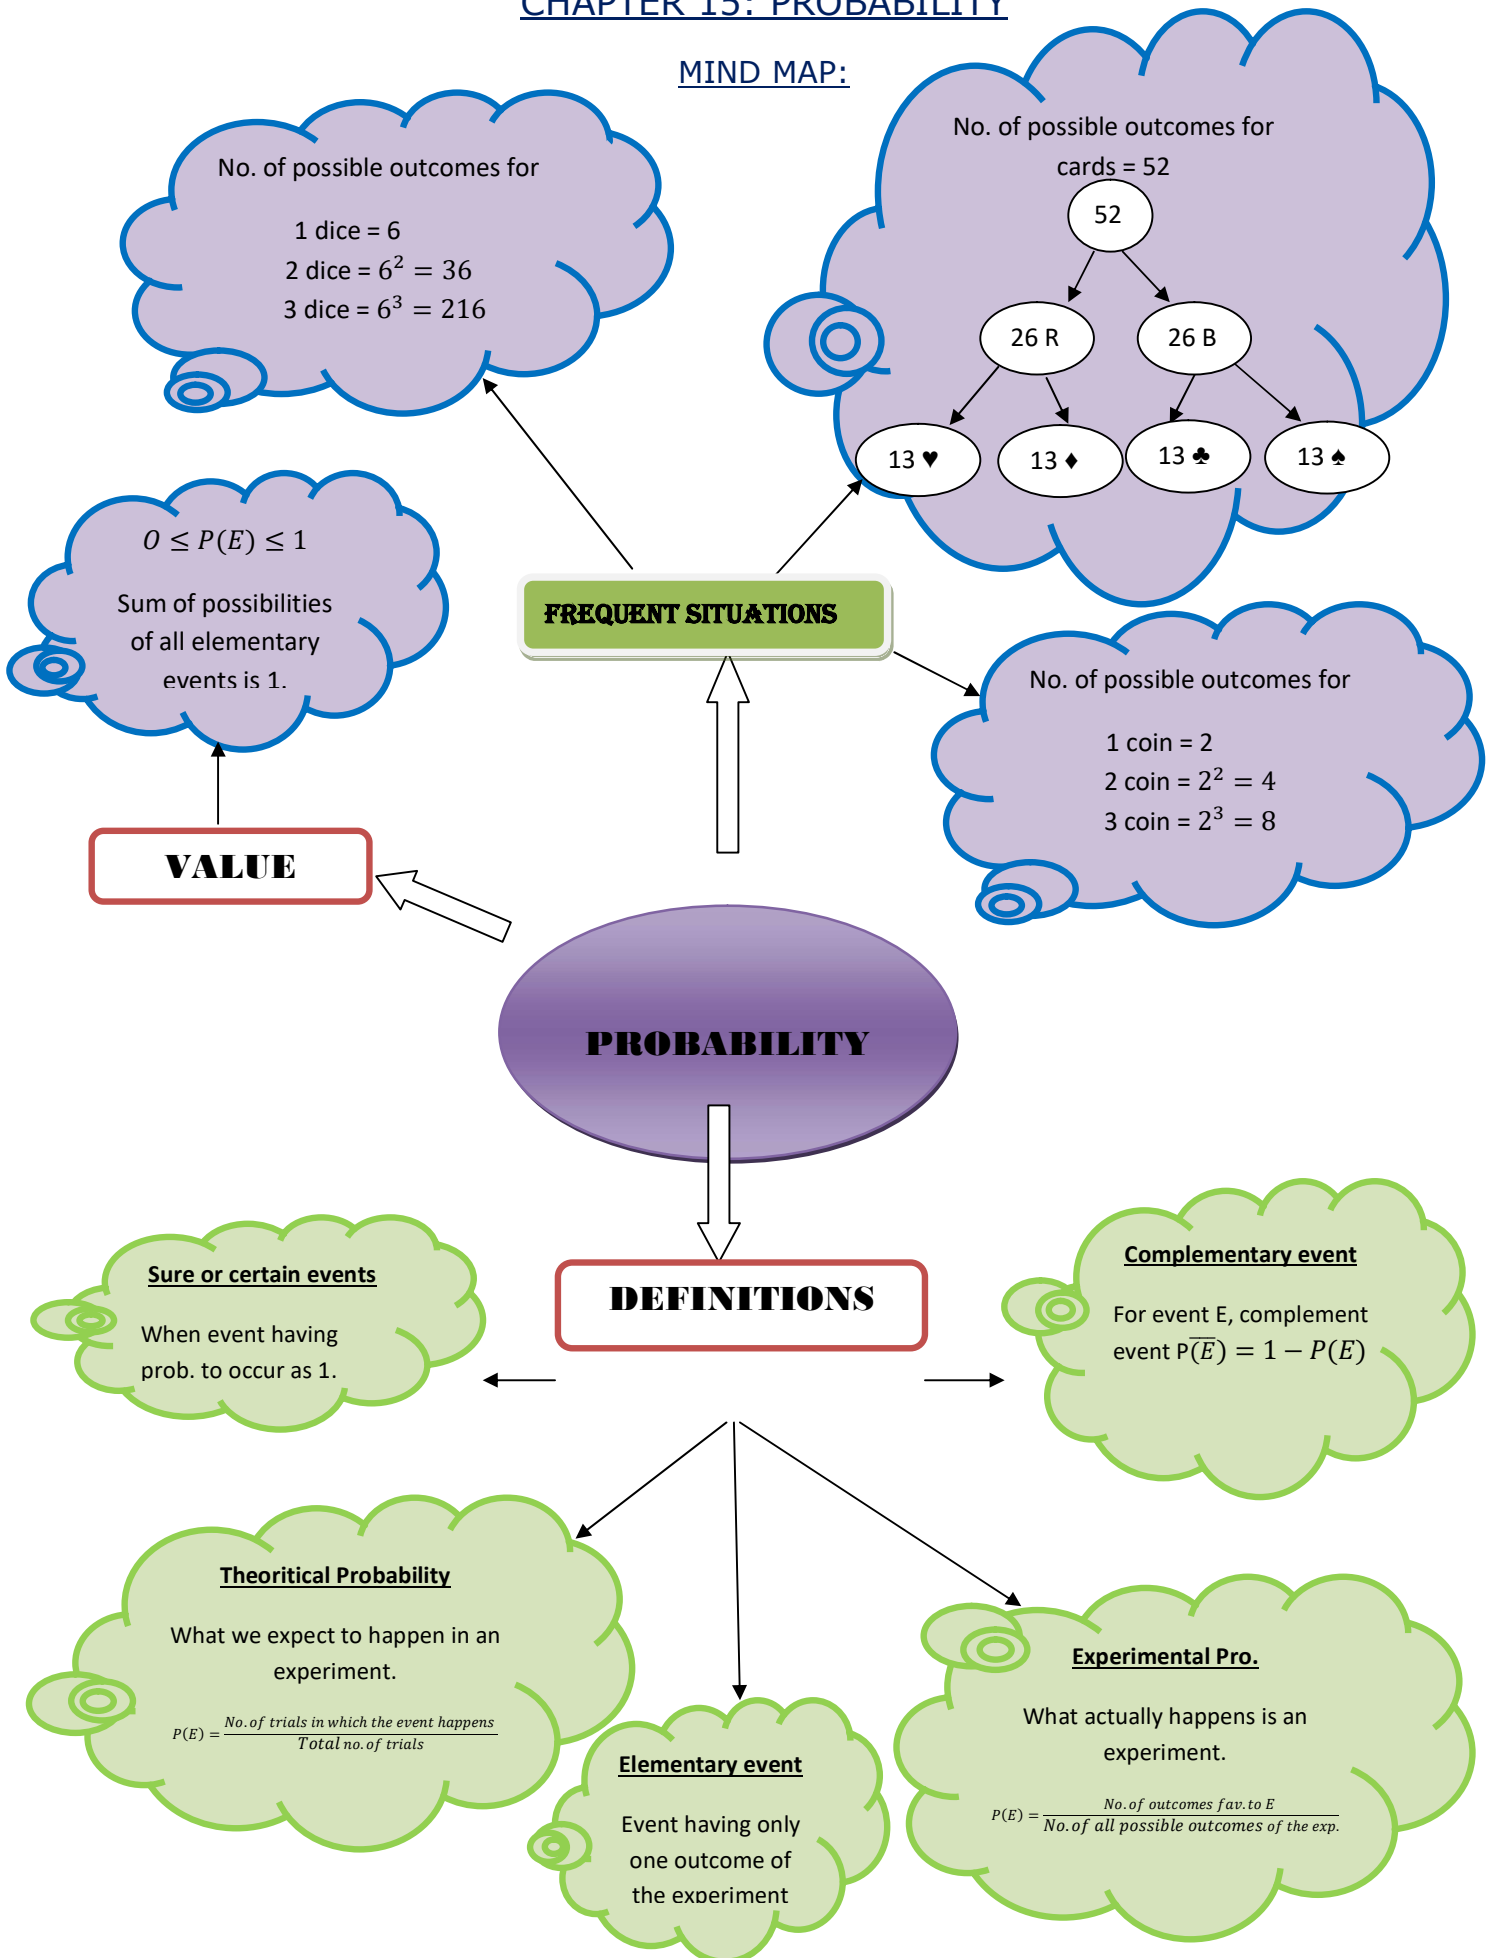 CHAPTER 15: PROBABILITY
MIND MAP:
No. of possible outcomes for
1 dice = 6
2 dice = 6² = 36
3 dice = 6³ = 216
No. of possible outcomes for
cards = 52
52
26 R
26 B
13 ♥
13 ♦
13 ♣
13 ♠
O ≤ P(E) ≤ 1
Sum of possibilities
of all elementary
events is 1.
FREQUENT SITUATIONS
No. of possible outcomes for
1 coin = 2
2 coin = 2² = 4
3 coin = 2³ = 8
VALUE
PROBABILITY
DEFINITIONS
Sure or certain events
When event having
prob. to occur as 1.
Complementary event
For event E, complement
event P(E̅) = 1 − P(E)
Theoritical Probability
What we expect to happen in an
experiment.
P(E) = No. of trials in which the event happens / Total no. of trials
Elementary event
Event having only
one outcome of
the experiment
Experimental Pro.
What actually happens is an
experiment.
P(E) = No. of outcomes fav. to E / No. of all possible outcomes of the exp.